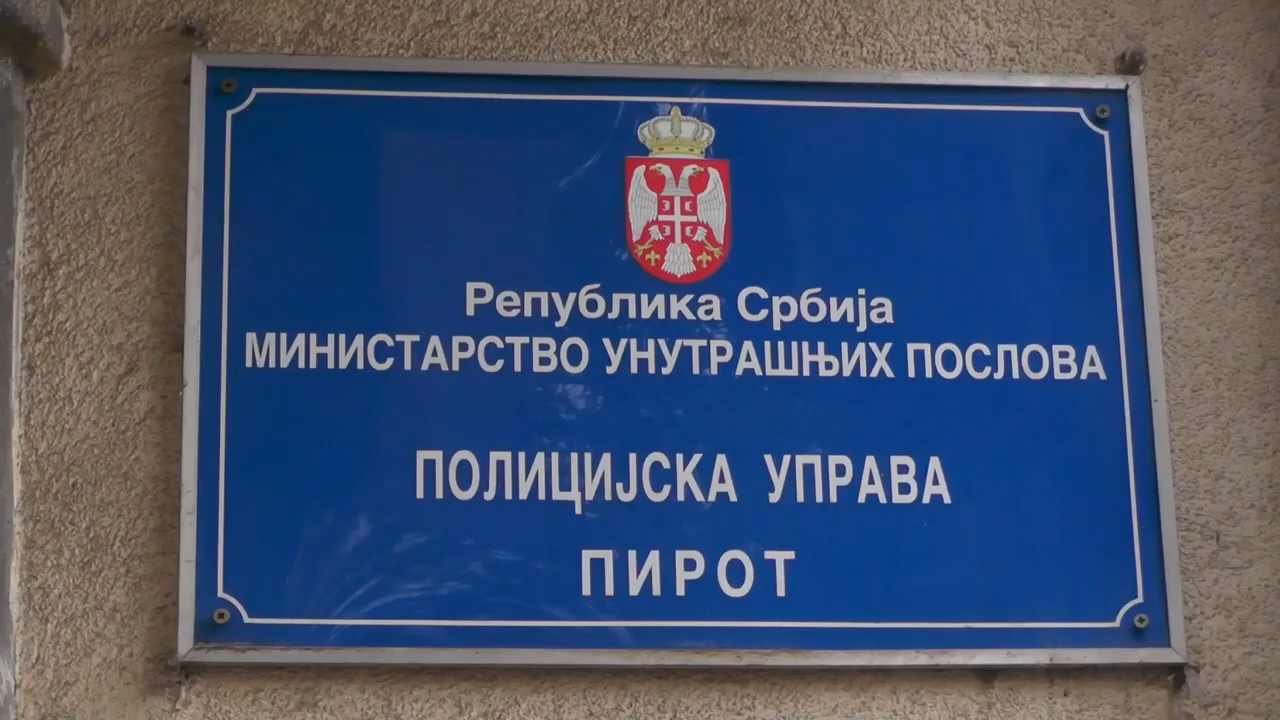 Република Србија
МИНИСТАРСТВО УНУТРАШЊИХ ПОСЛОВА
ПОЛИЦИЈСКА УПРАВА
ПИРОТ